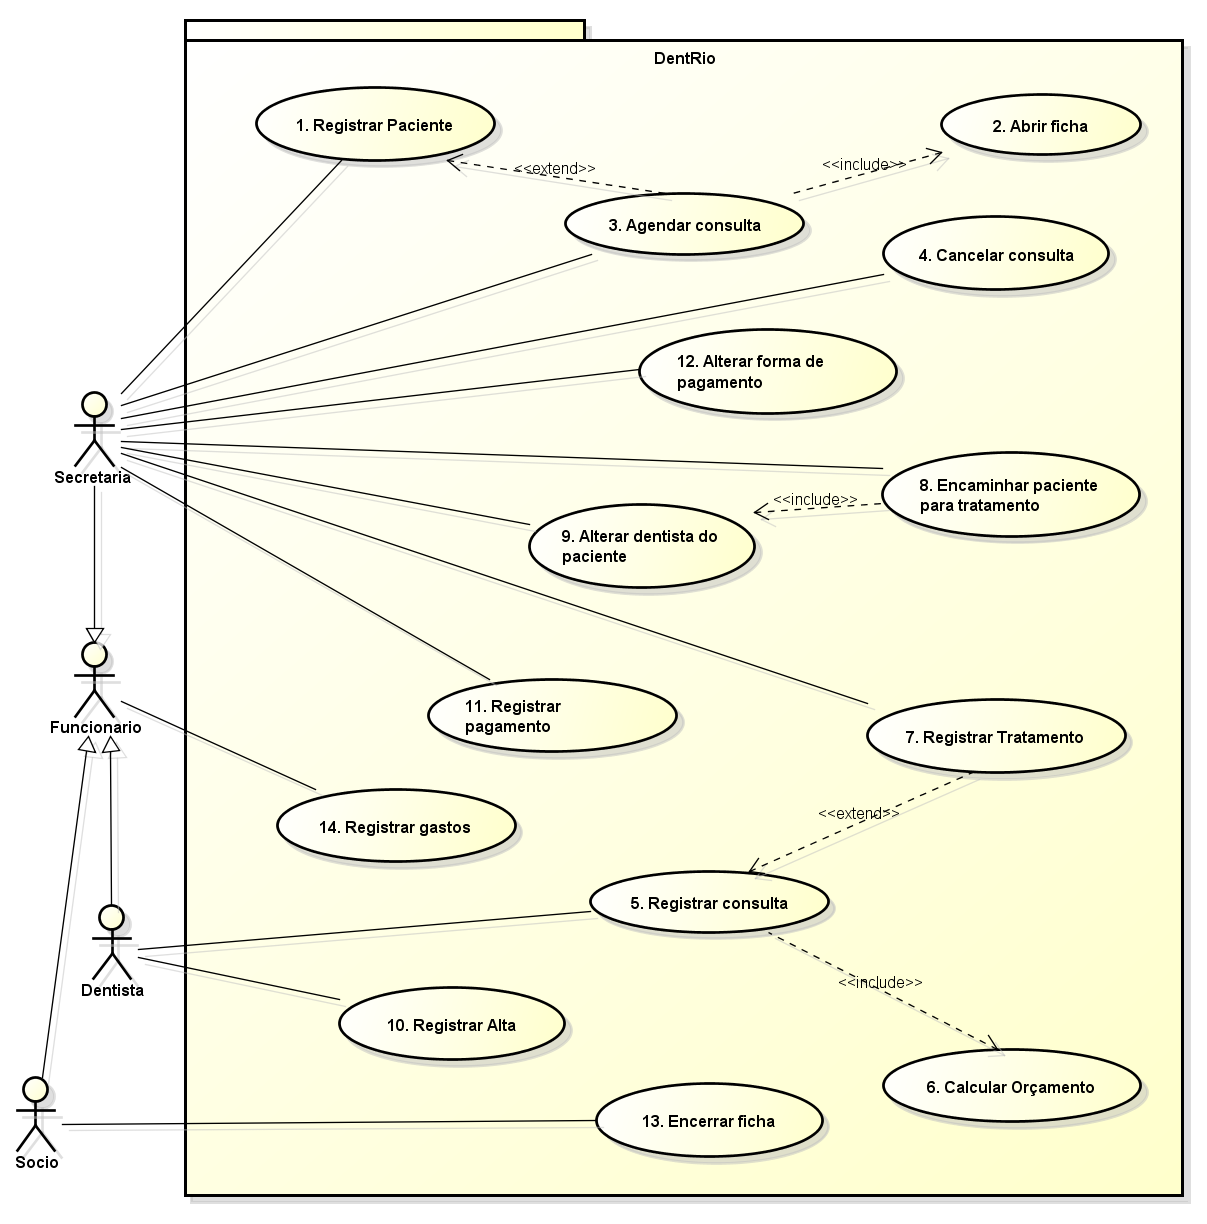 DentRio
1. Registrar Paciente
2. Abrir ficha
<<extend>>
<<include>>
3. Agendar consulta
4. Cancelar consulta
12. Alterar forma de
pagamento
Secretaria
8. Encaminhar paciente
para tratamento
<<include>>
9. Alterar dentista do
paciente
Funcionario
11. Registrar
pagamento
7. Registrar Tratamento
14. Registrar gastos
<<extend>>
5. Registrar consulta
Dentista
<<include>>
10. Registrar Alta
6. Calcular Orçamento
13. Encerrar ficha
Socio